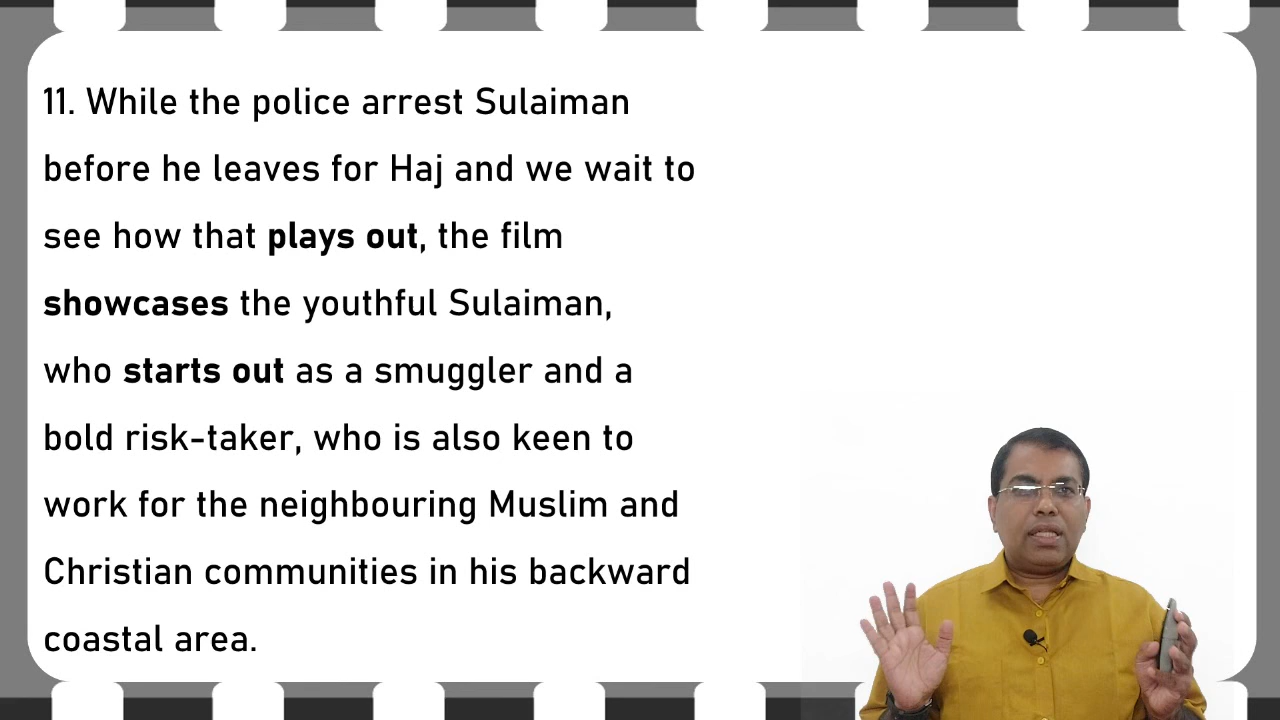 11. While the police arrest Sulaiman
before he leaves for Haj and we wait to
see how that plays out, the film
showcases the youthful Sulaiman,
who starts out as a smuggler and a
bold risk-taker, who is also keen to
work for the neighbouring Muslim and
Christian communities in his backward
coastal area.